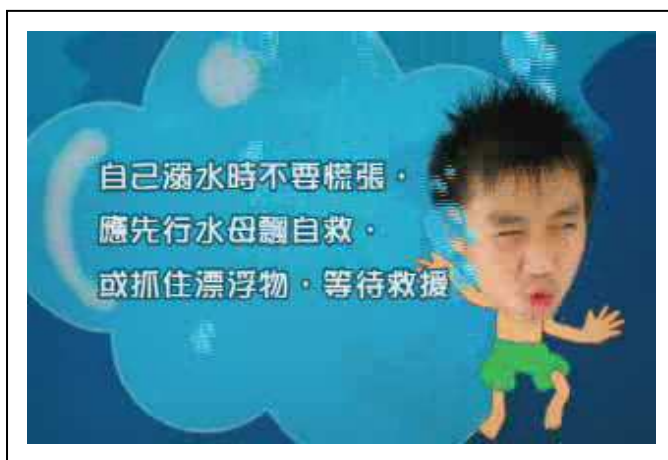 自己溺水時不要慌張，
應先行水母飄自救，
或抓住漂浮物，等待救援